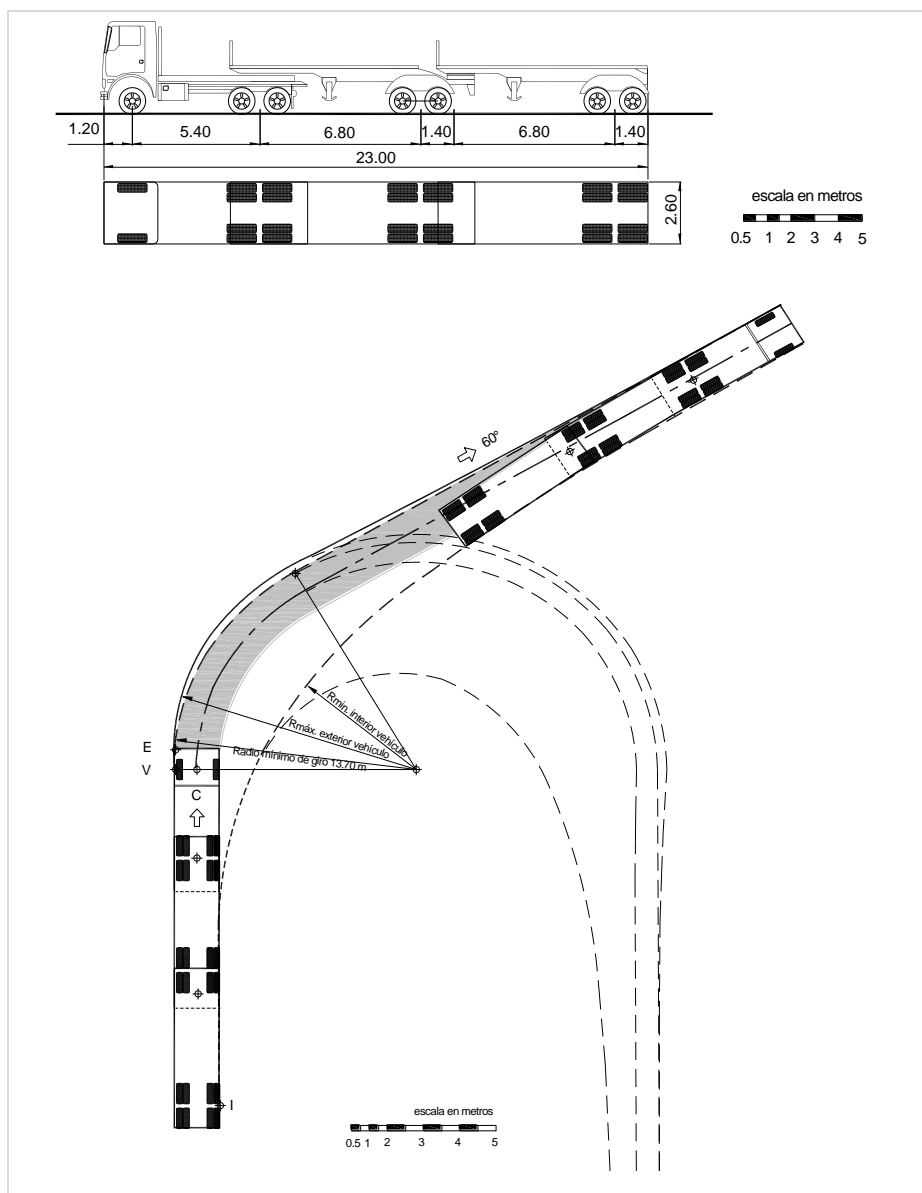 1.20
5.40
6.80
1.40
6.80
1.40
23.00
2.60
escala en metros
0.5 1 2 3 4 5
60°
Rmin. interior vehículo
Rmáx. exterior vehículo
Radio mínimo de giro 13.70 m
E
V
C
I
escala en metros
0.5 1 2 3 4 5